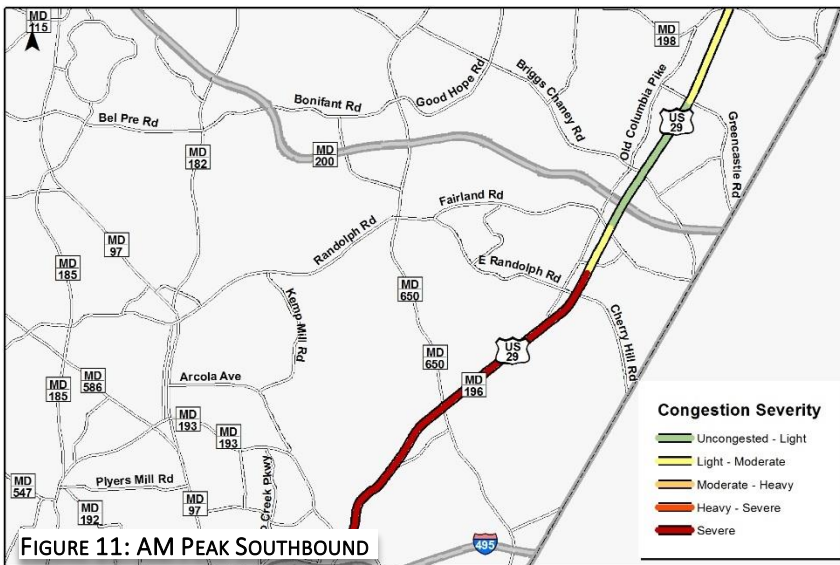 MD
115
MD
198
Briggs Chaney Rd
Good Hope Rd
Bonifant Rd
Old Columbia Pike
US
29
Greencastle Rd
Bel Pre Rd
MD
182
MD
200
Fairland Rd
Randolph Rd
MD
97
MD
185
E Randolph Rd
MD
650
Kemp Mill Rd
Cherry Hill Rd
US
29
MD
650
MD
586
MD
185
Arcola Ave
MD
196
MD
193
MD
193
Congestion Severity
Uncongested - Light
Light - Moderate
Moderate - Heavy
Heavy - Severe
Severe
Creek Pkwy
MD
547
Plyers Mill Rd
MD
192
MD
97
495
FIGURE 11: AM PEAK SOUTHBOUND